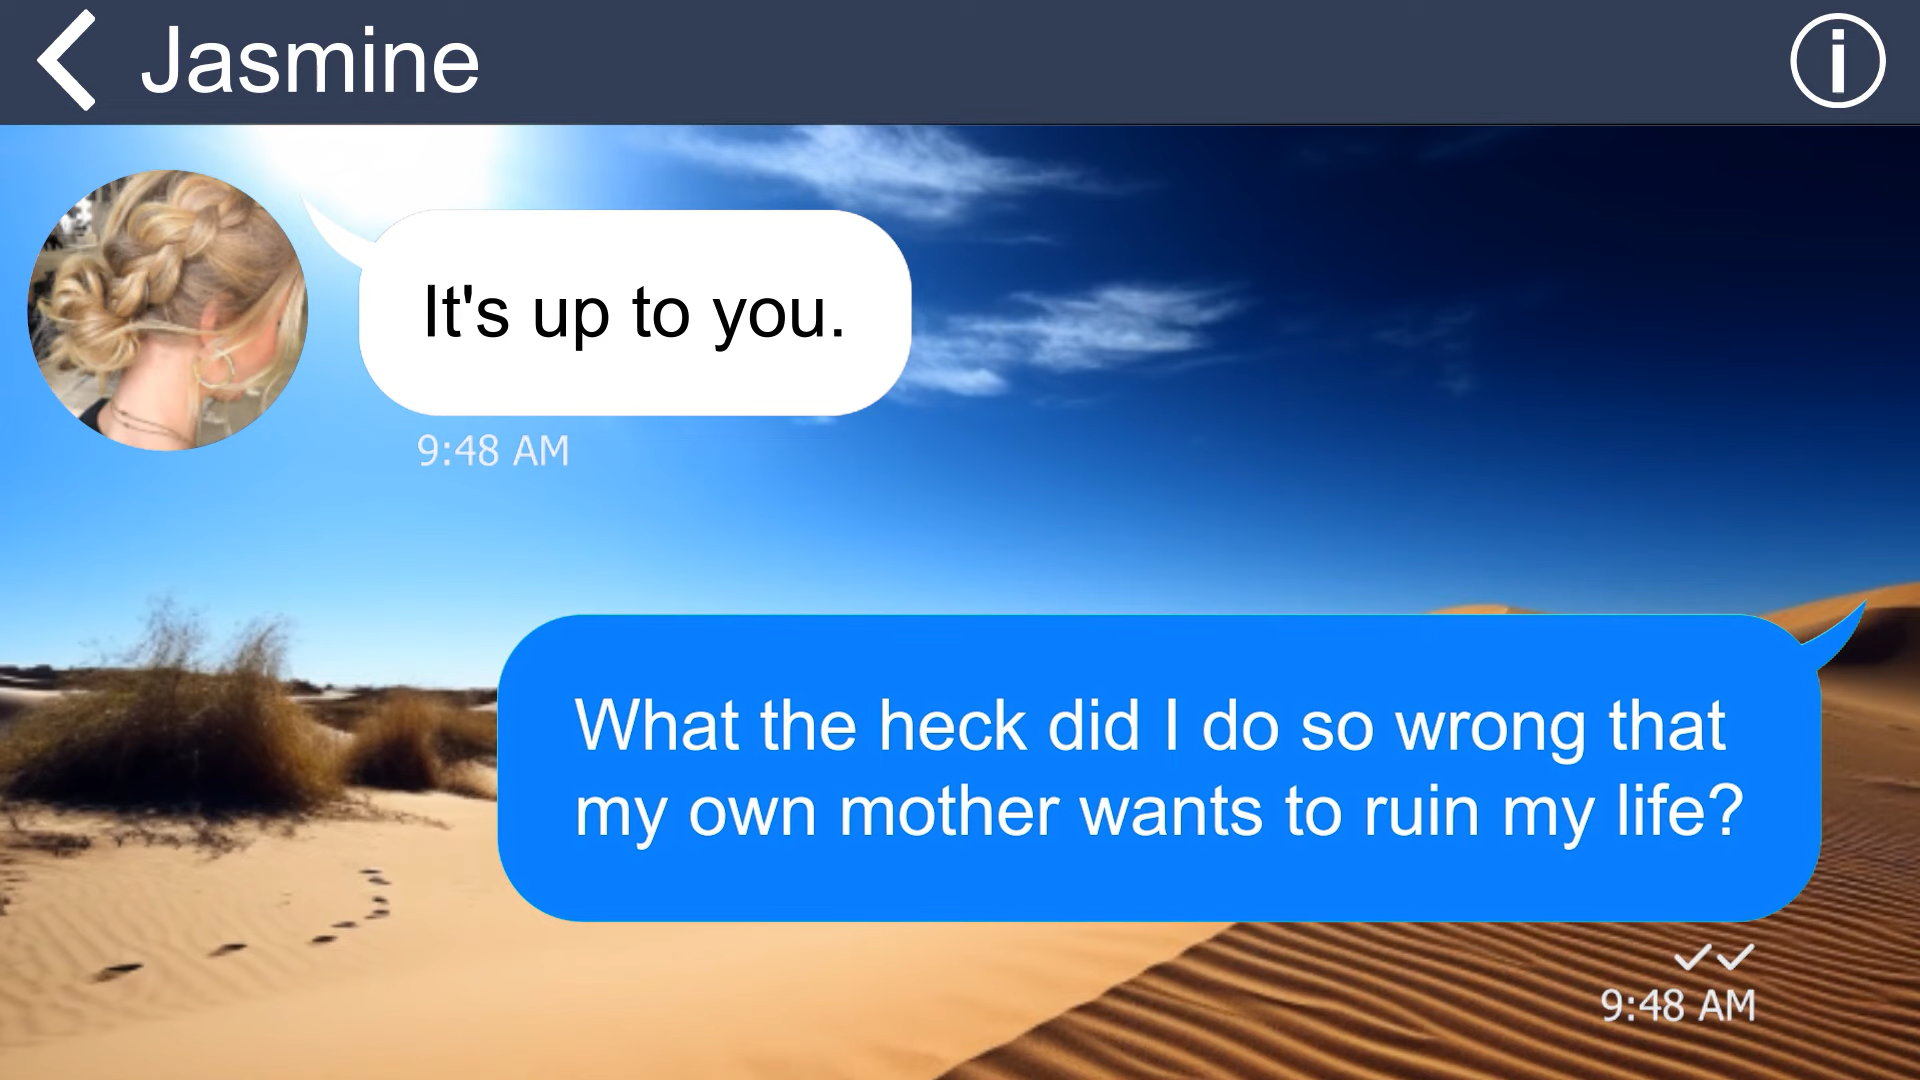 Jasmine
It's up to you.
9:48 AM
What the heck did I do so wrong that
my own mother wants to ruin my life?
9:48 AM